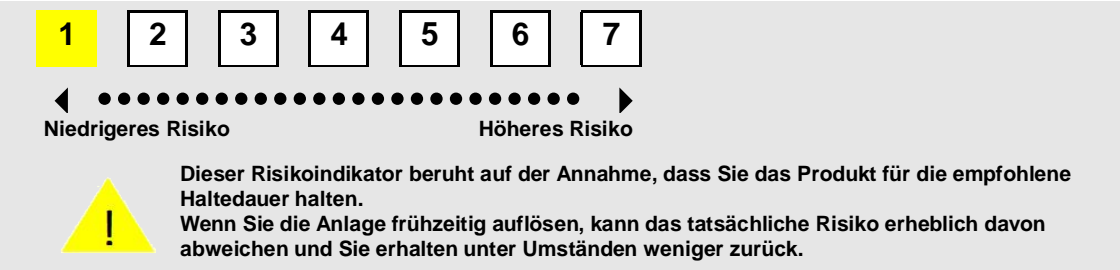 1 2 3 4 5 6 7
Niedrigeres Risiko Höheres Risiko
Dieser Risikoindikator beruht auf der Annahme, dass Sie das Produkt für die empfohlene
Haltedauer halten.
Wenn Sie die Anlage frühzeitig auflösen, kann das tatsächliche Risiko erheblich davon
abweichen und Sie erhalten unter Umständen weniger zurück.
!